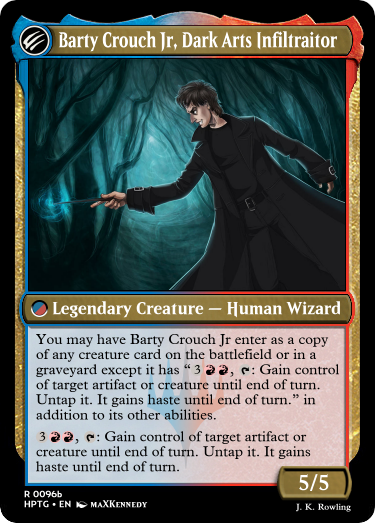 Barty Crouch Jr, Dark Arts Infiltraitor
Legendary Creature — Human Wizard
You may have Barty Crouch Jr enter as a copy
of any creature card on the battlefield or in a
graveyard except it has “ 3 R R, T: Gain control
of target artifact or creature until end of turn.
Untap it. It gains haste until end of turn.” in
addition to its other abilities.
3 R R, T: Gain control of target artifact or
creature until end of turn. Untap it. It gains
haste until end of turn.
5/5
R 0096b
HPTG • EN MAXKENNEDY
J. K. Rowling